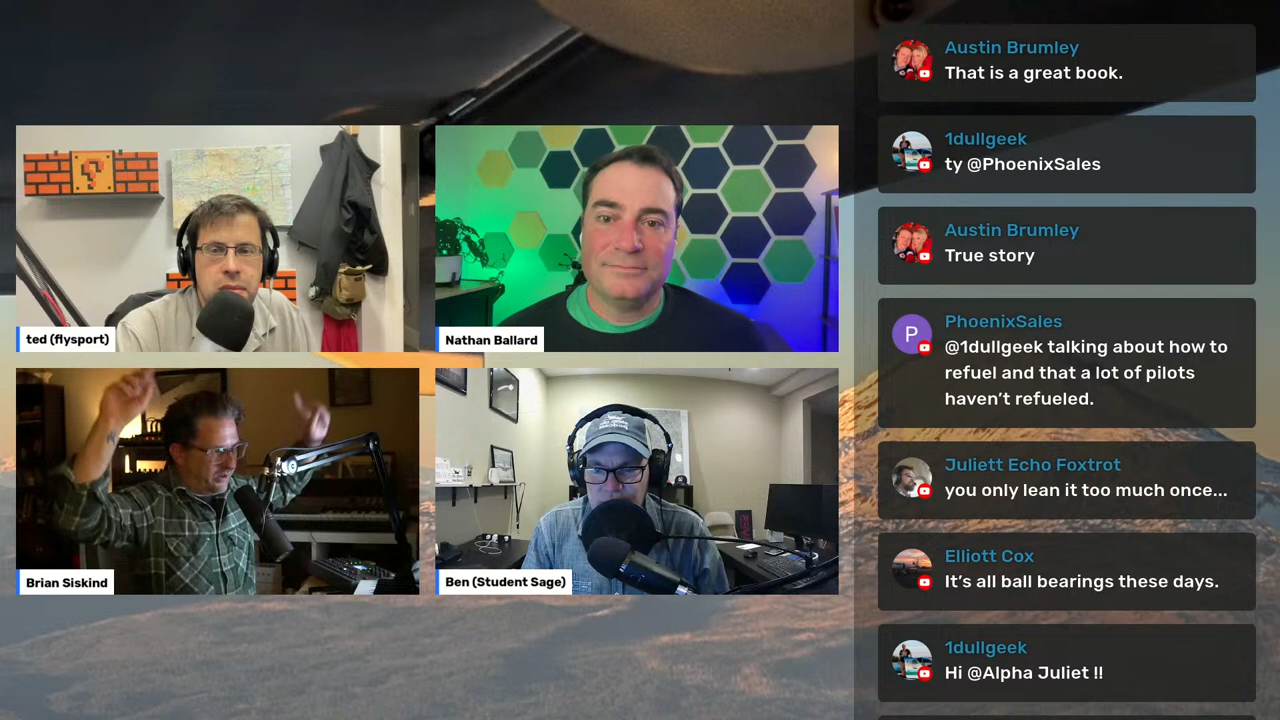 ?
ted (flysport)
Nathan Ballard
Brian Siskind
Ben (Student Sage)
Austin Brumley
That is a great book.
1dullgeek
ty @PhoenixSales
Austin Brumley
True story
P
PhoenixSales
@1dullgeek talking about how to
refuel and that a lot of pilots
haven’t refueled.
Juliett Echo Foxtrot
you only lean it too much once...
Elliott Cox
It’s all ball bearings these days.
1dullgeek
Hi @Alpha Juliet !!